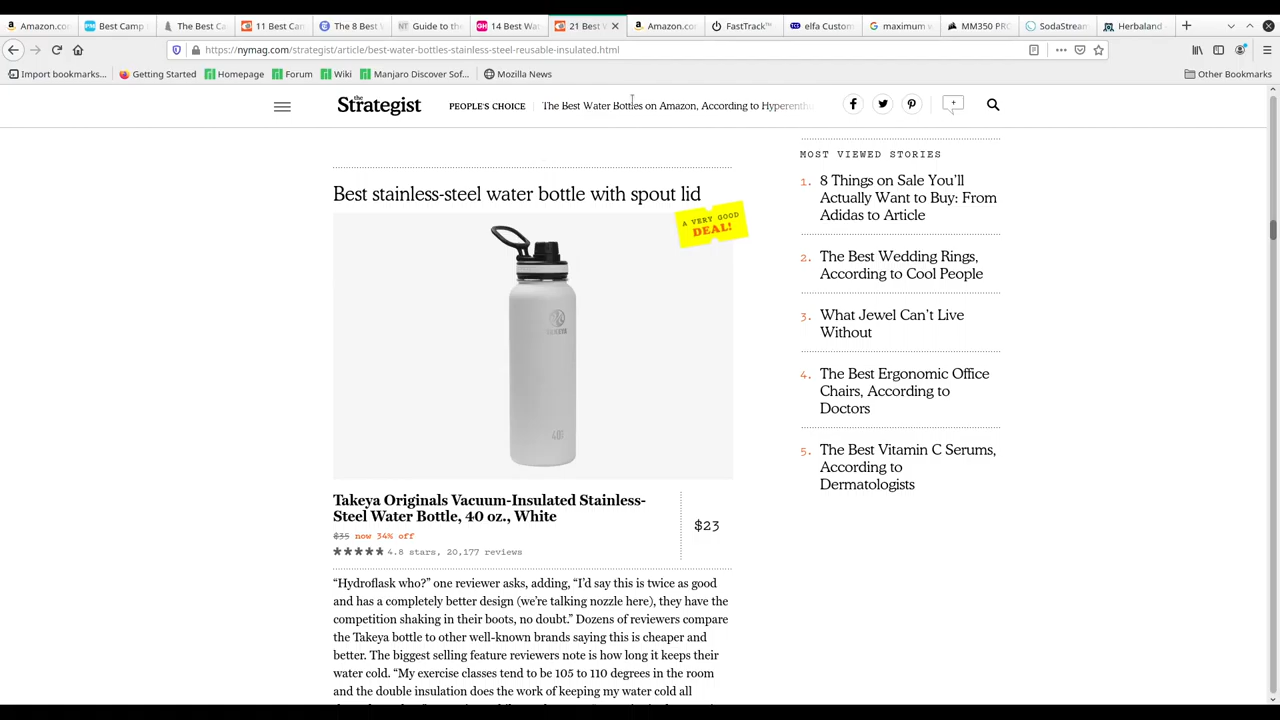 Amazon.co
Best Camp
The Best Ca
11 Best Can
The 8 Best
Guide to the
14 Best Wat
21 Best W
Amazon.co
FastTrack™
elfa Custom
maximum v
MM350 PRO
SodaStream
Herbaland -
https://nymag.com/strategist/article/best-water-bottles-stainless-steel-reusable-insulated.html
Import bookmarks...
Getting Started
Homepage
Forum
Wiki
Manjaro Discover Sof...
Mozilla News
Other Bookmarks
the Strategist
PEOPLE'S CHOICE
The Best Water Bottles on Amazon, According to Hyperenthu
MOST VIEWED STORIES
1. 8 Things on Sale You'll
Actually Want to Buy: From
Adidas to Article
2. The Best Wedding Rings,
According to Cool People
3. What Jewel Can't Live
Without
4. The Best Ergonomic Office
Chairs, According to
Doctors
5. The Best Vitamin C Serums,
According to
Dermatologists
Best stainless-steel water bottle with spout lid
A VERY GOOD
DEAL!
TAKEYA
Takeya Originals Vacuum-Insulated Stainless-
Steel Water Bottle, 40 oz., White
$35 now 34% off
4.8 stars, 20,177 reviews
$23
“Hydroflask who?” one reviewer asks, adding, “I’d say this is twice as good
and has a completely better design (we’re talking nozzle here), they have the
competition shaking in their boots, no doubt.” Dozens of reviewers compare
the Takeya bottle to other well-known brands saying this is cheaper and
better. The biggest selling feature reviewers note is how long it keeps their
water cold. “My exercise classes tend to be 105 to 110 degrees in the room
and the double insulation does the work of keeping my water cold all